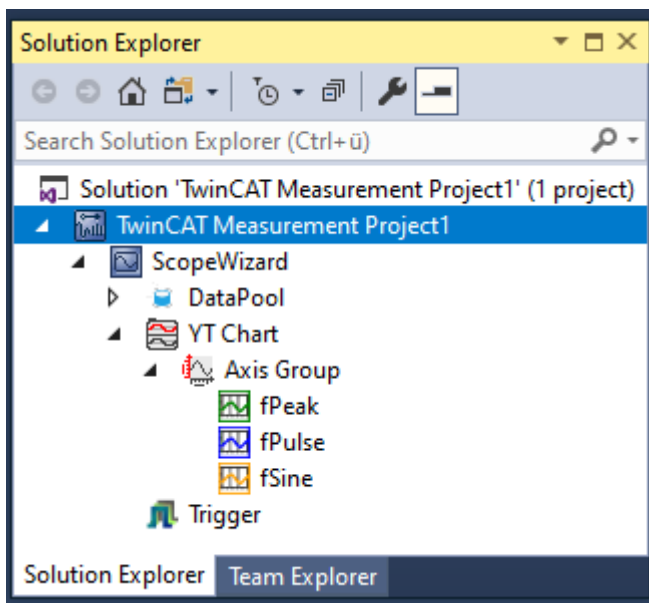 Solution Explorer
Search Solution Explorer (Ctrl+ü)
Solution 'TwinCAT Measurement Project1' (1 project)
TwinCAT Measurement Project1
ScopeWizard
DataPool
YT Chart
Axis Group
fPeak
fPulse
fSine
Trigger
Solution Explorer Team Explorer